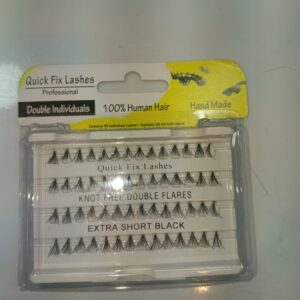 Quick Fix Lashes
Professional
Double Individuals
100% Human Hair
Hand Made
Quick Fix Lashes
KNOT FREE DOUBLE FLARES
EXTRA SHORT BLACK